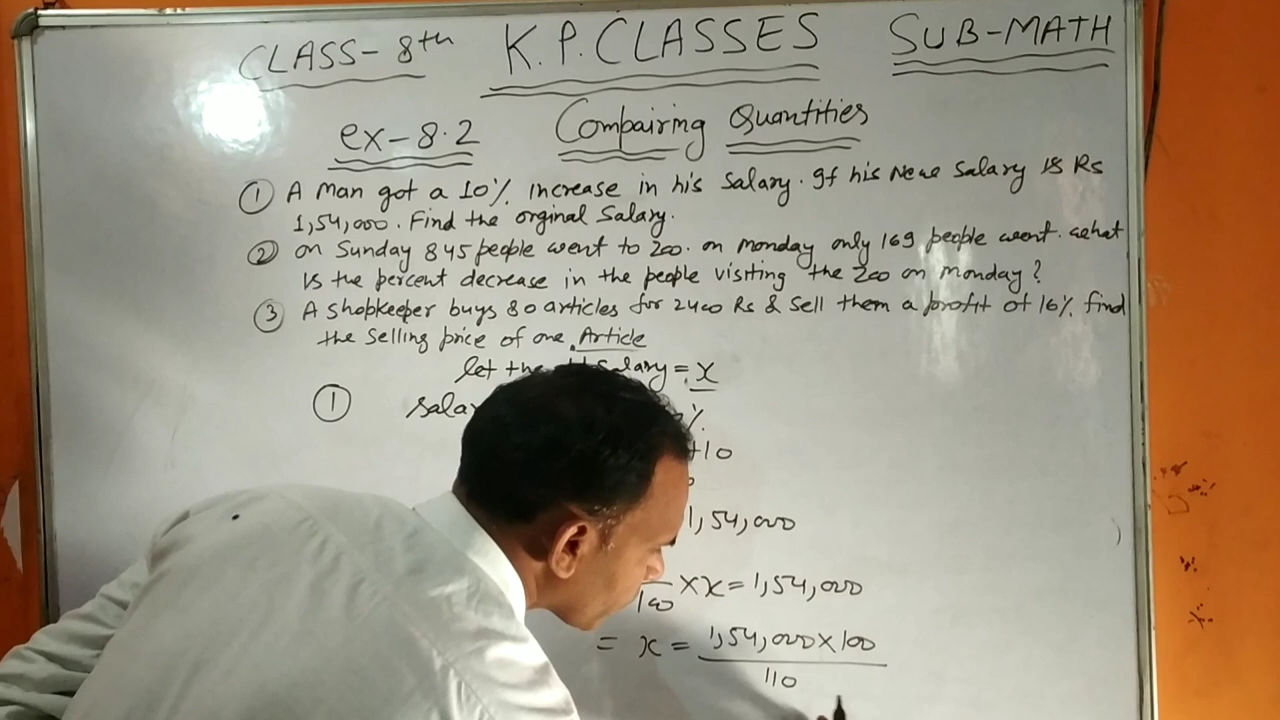 CLASS-8th K.P.CLASSES SUB-MATH
ex-8.2 Compairing Quantities
① A man got a 10% increase in his salary. If his New Salary is Rs
1,54,000. Find the orginal Salary.
② on Sunday 845 people went to zoo. on monday only 169 people went. what
is the percent decrease in the people visiting the zoo on monday?
③ A shopkeeper buys 80 articles for 2400 Rs & sell them a profit of 16%. find
the selling price of one Article
let the salary = x
①
%
+10
1,54,000
100 × x = 1,54,000
= x = 1,54,000 × 100
110